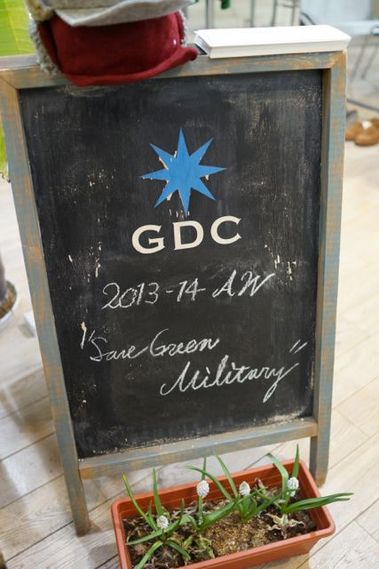 GDC
2013-14 AW
"Save Green
Military"